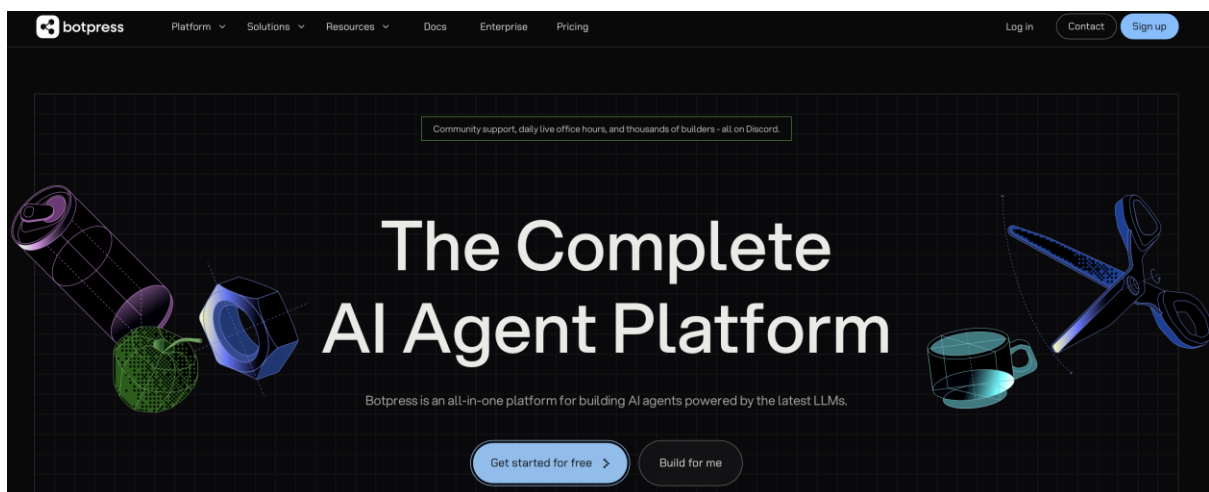 botpress
Platform
Solutions
Resources
Docs
Enterprise
Pricing
Log in
Contact
Sign up
Community support, daily live office hours, and thousands of builders - all on Discord.
The Complete
AI Agent Platform
Botpress is an all-in-one platform for building AI agents powered by the latest LLMs.
Get started for free
Build for me